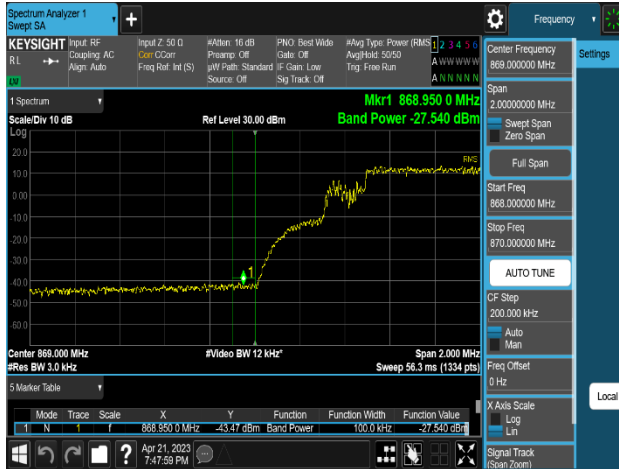 Spectrum Analyzer 1
Swept SA
+
Frequency
KEYSIGHT
RL
Input: RF
Coupling: AC
Align: Auto
Input Z: 50 Ω
Corr CCorr
Freq Ref: Int (S)
#Atten: 16 dB
Preamp: Off
µW Path: Standard
Source: Off
PNO: Best Wide
Gate: Off
IF Gain: Low
Sig Track: Off
#Avg Type: Power (RMS
Avg|Hold: 50/50
Trig: Free Run
1 2 3 4 5 6
A W W W W W
A N N N N N
1 Spectrum
Scale/Div 10 dB
Ref Level 30.00 dBm
Mkr1 868.950 0 MHz
Band Power -27.540 dBm
Log
20.0
10.0
0.00
-10.0
-20.0
-30.0
-40.0
-50.0
-60.0
RMS
1
Center 869.000 MHz
#Res BW 3.0 kHz
#Video BW 12 kHz*
Span 2.000 MHz
Sweep 56.3 ms (1334 pts)
5 Marker Table
Mode Trace Scale X Y Function Function Width Function Value
1 N 1 f 868.950 0 MHz -43.47 dBm Band Power 100.0 kHz -27.540 dBm
Apr 21, 2023
7:47:59 PM
?
Center Frequency
869.000000 MHz
Span
2.00000000 MHz
Swept Span
Zero Span
Full Span
Start Freq
868.000000 MHz
Stop Freq
870.000000 MHz
AUTO TUNE
CF Step
200.000 kHz
Auto
Man
Freq Offset
0 Hz
X Axis Scale
Log
Lin
Signal Track
(Span Zoom)
Settings
Local